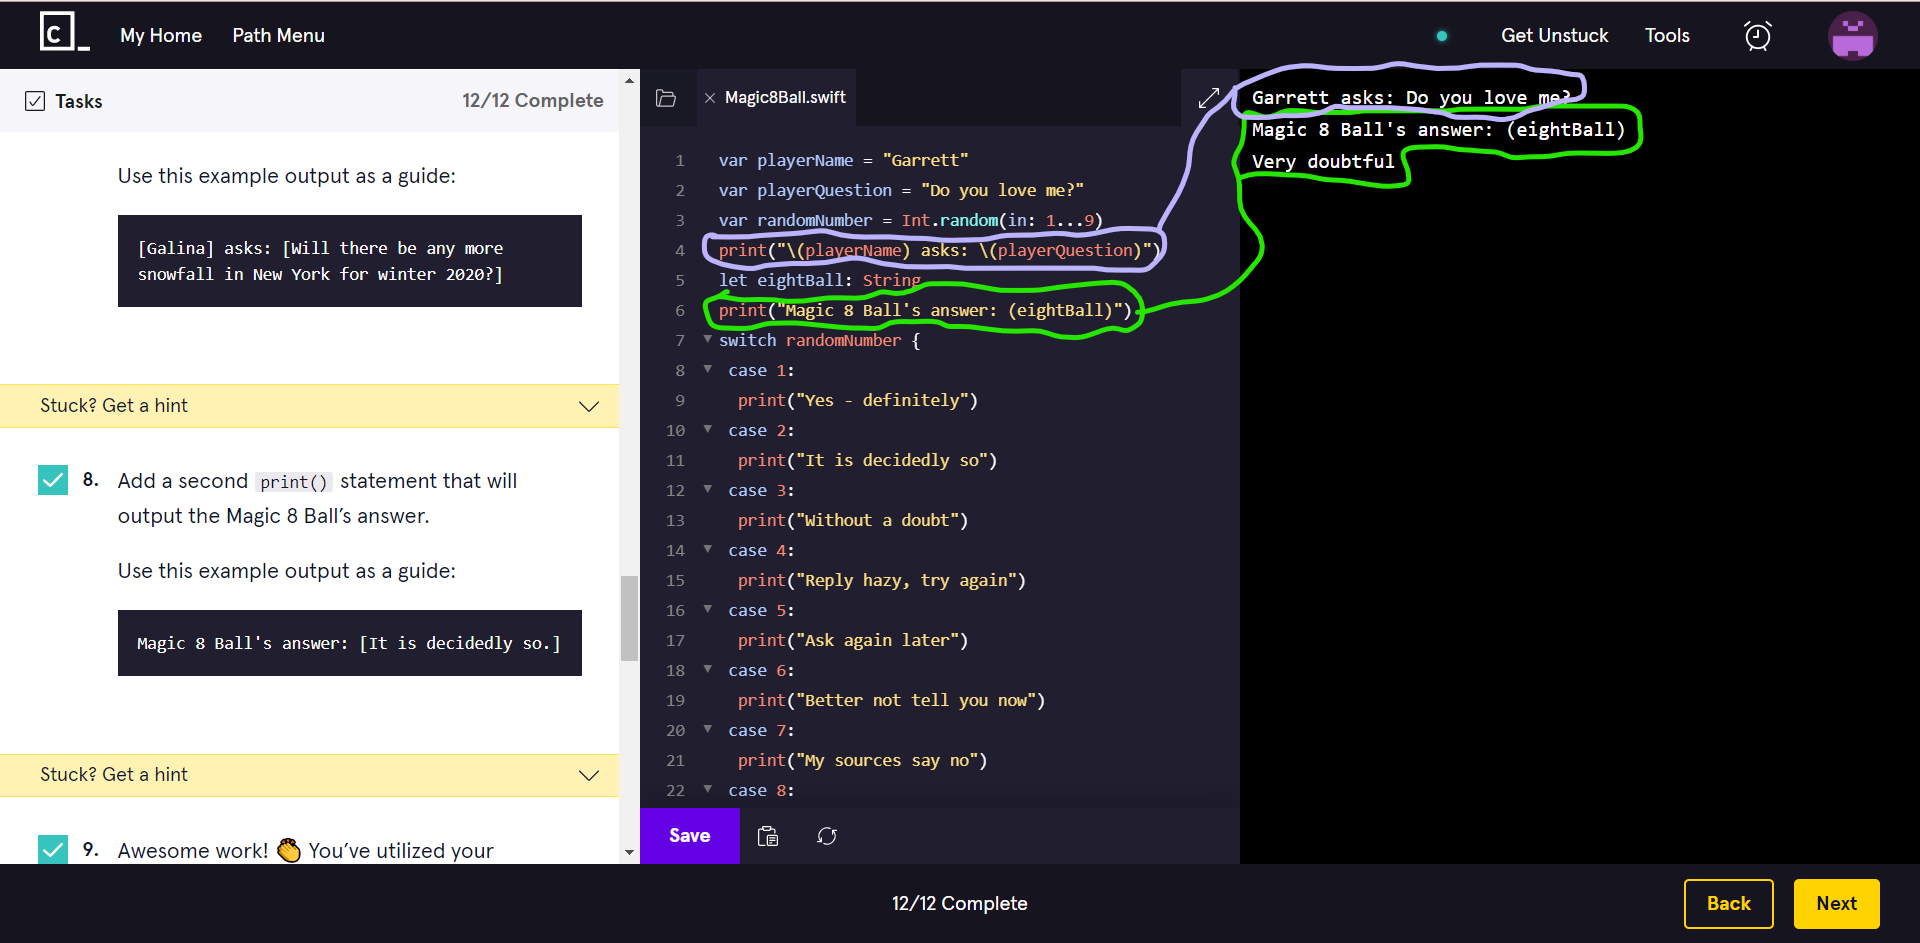 C_
My Home
Path Menu
Get Unstuck
Tools
Tasks
12/12 Complete
Use this example output as a guide:
[Galina] asks: [Will there be any more
snowfall in New York for winter 2020?]
Stuck? Get a hint
8. Add a second print() statement that will
output the Magic 8 Ball’s answer.
Use this example output as a guide:
Magic 8 Ball's answer: [It is decidedly so.]
Stuck? Get a hint
9. Awesome work! 👏 You’ve utilized your
Magic8Ball.swift
1 var playerName = "Garrett"
2 var playerQuestion = "Do you love me?"
3 var randomNumber = Int.random(in: 1...9)
4 print("\(playerName) asks: \(playerQuestion)")
5 let eightBall: String
6 print("Magic 8 Ball's answer: (eightBall)")
7 switch randomNumber {
8 case 1:
9 print("Yes - definitely")
10 case 2:
11 print("It is decidedly so")
12 case 3:
13 print("Without a doubt")
14 case 4:
15 print("Reply hazy, try again")
16 case 5:
17 print("Ask again later")
18 case 6:
19 print("Better not tell you now")
20 case 7:
21 print("My sources say no")
22 case 8:
Save
Garrett asks: Do you love me?
Magic 8 Ball's answer: (eightBall)
Very doubtful
12/12 Complete
Back
Next